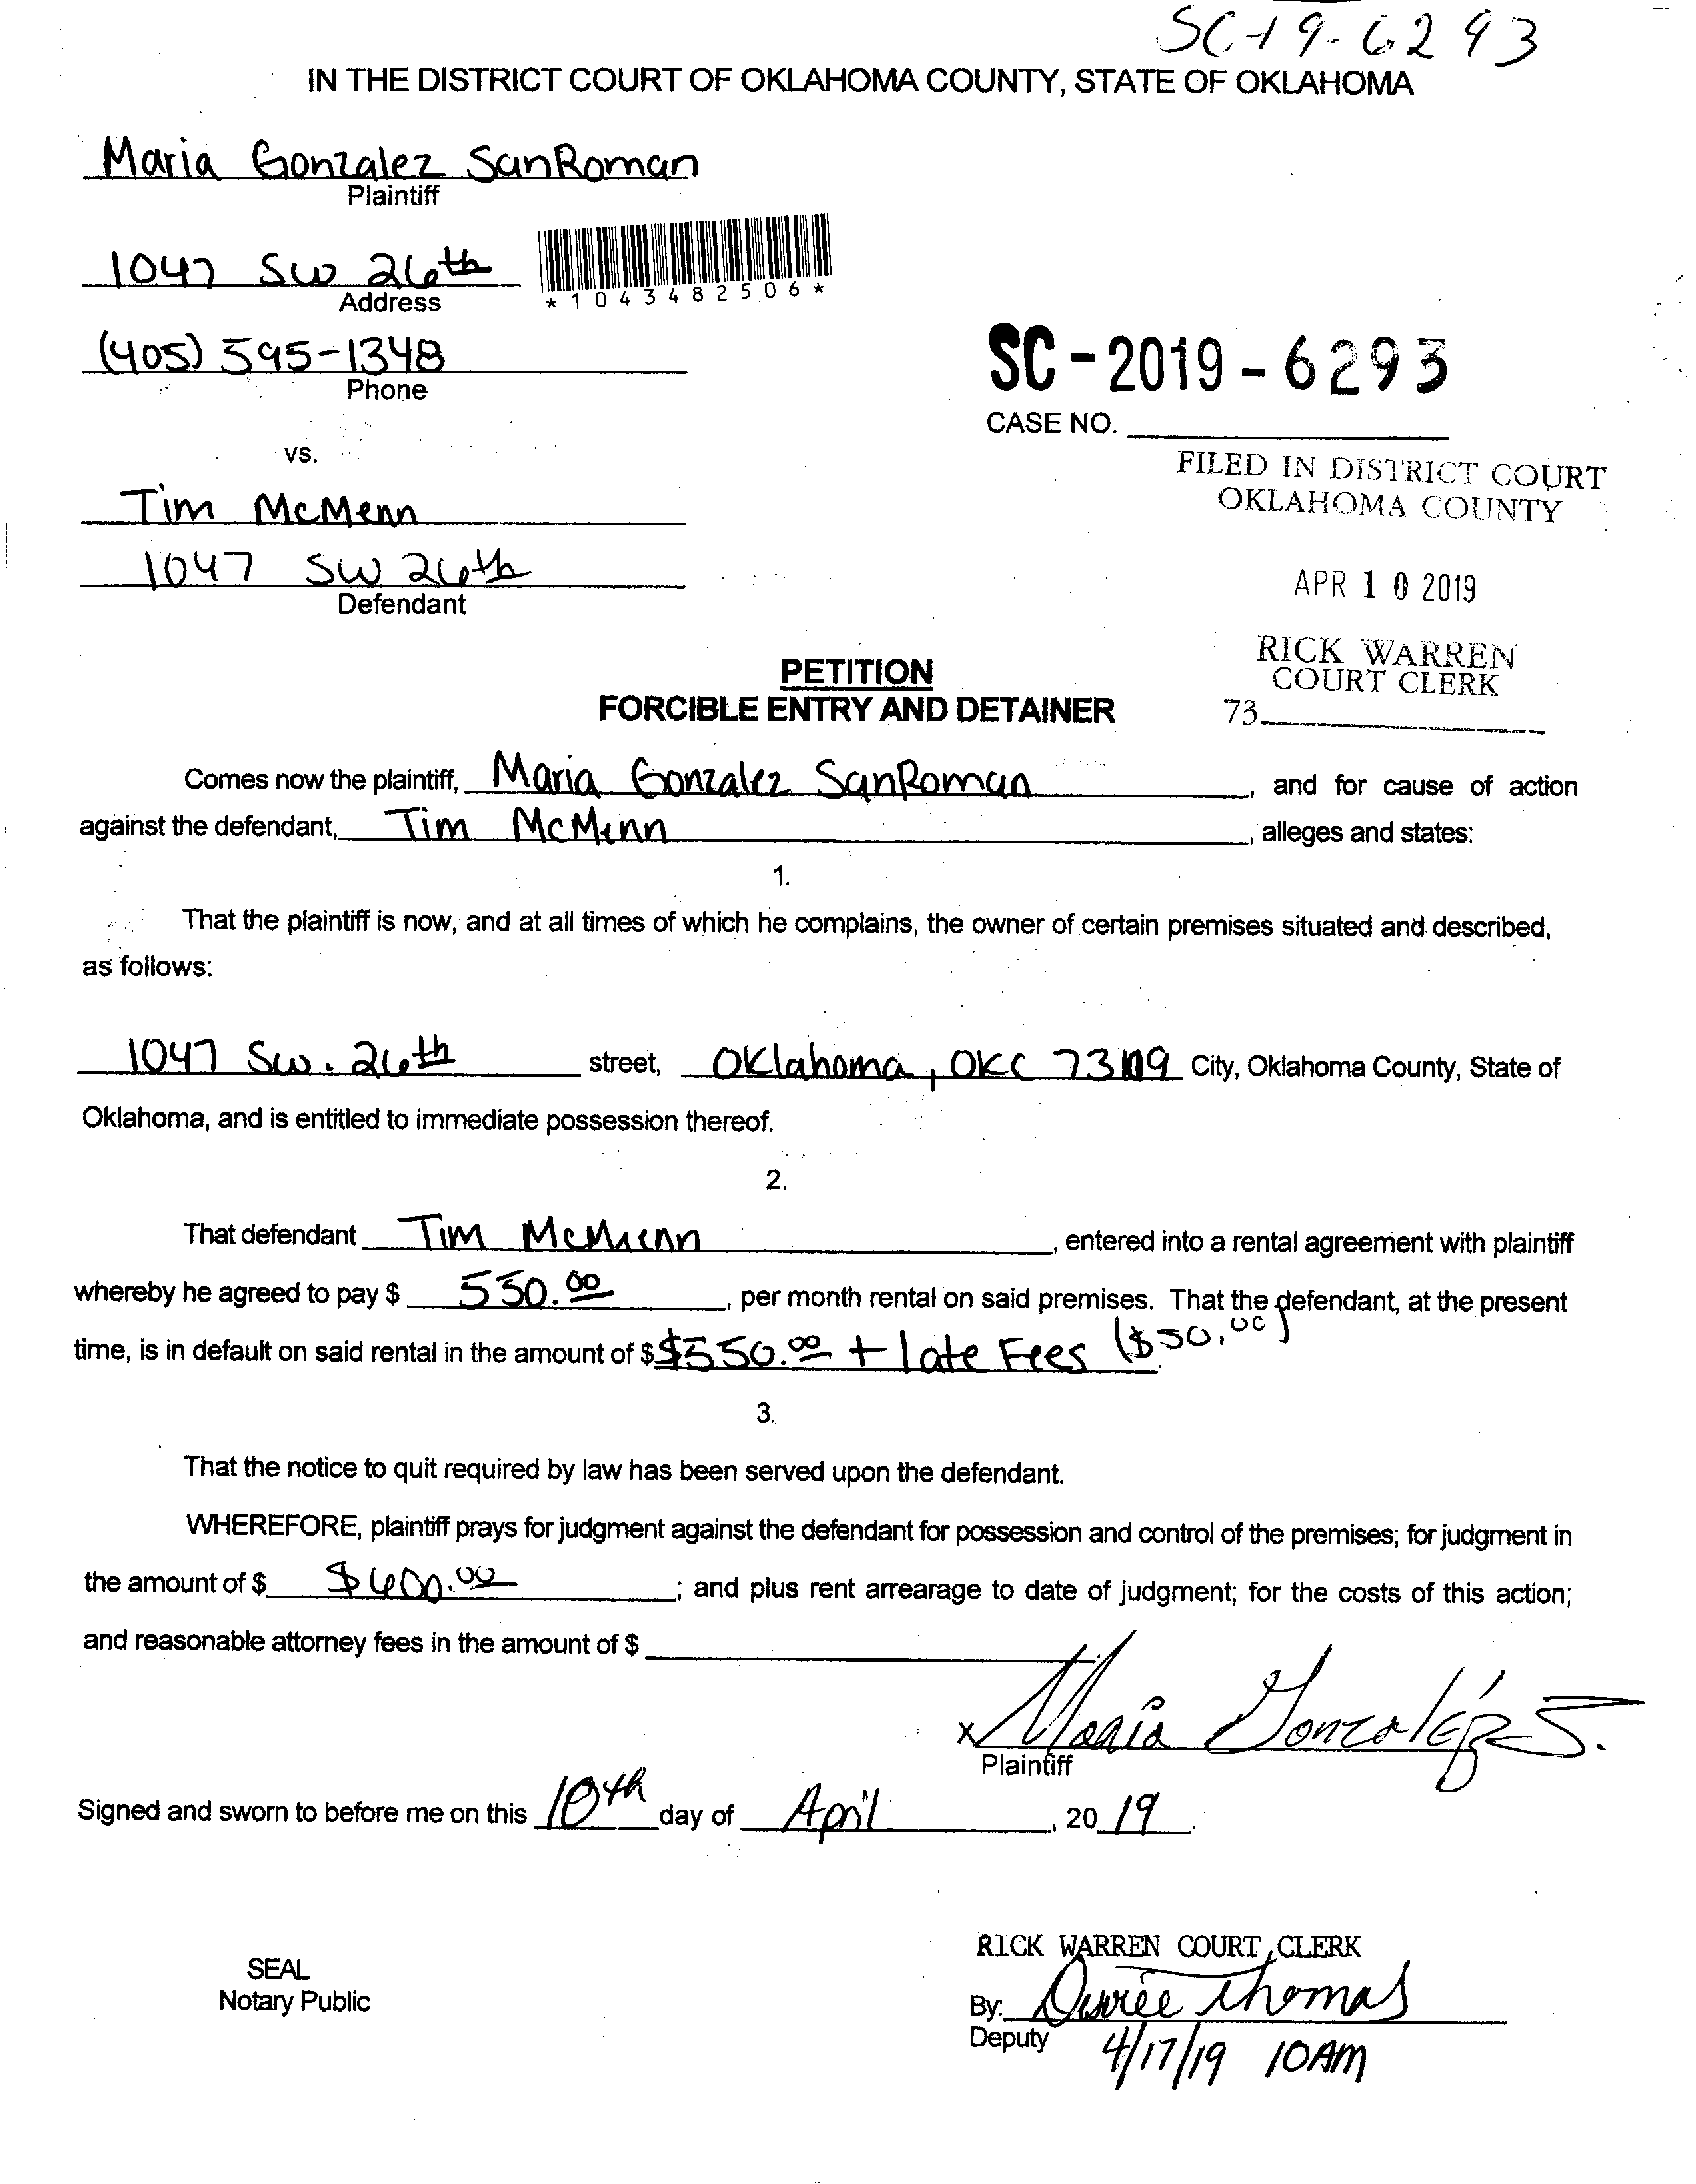 SC-19-6293
IN THE DISTRICT COURT OF OKLAHOMA COUNTY, STATE OF OKLAHOMA
Maria Gonzalez SanRoman
Plaintiff
1047 SW 26th
Address
*1043482506*
(405) 595-1348
Phone
SC-2019-6293
CASE NO.
vs.
FILED IN DISTRICT COURT
OKLAHOMA COUNTY
Tim McMenn
1047 SW 26th
Defendant
APR 10 2019
RICK WARREN
COURT CLERK
73
PETITION
FORCIBLE ENTRY AND DETAINER
Comes now the plaintiff, Maria Gonzalez SanRoman, and for cause of action
against the defendant, Tim McMenn, alleges and states:
1.
That the plaintiff is now, and at all times of which he complains, the owner of certain premises situated and described,
as follows:
1047 SW. 26th street, Oklahoma, OKC 73109 City, Oklahoma County, State of
Oklahoma, and is entitled to immediate possession thereof.
2.
That defendant Tim McMenn, entered into a rental agreement with plaintiff
whereby he agreed to pay $ 550.00, per month rental on said premises. That the defendant, at the present
time, is in default on said rental in the amount of $ $550.00 + late Fees ($50.00).
3.
That the notice to quit required by law has been served upon the defendant.
WHEREFORE, plaintiff prays for judgment against the defendant for possession and control of the premises; for judgment in
the amount of $ $600.00; and plus rent arrearage to date of judgment; for the costs of this action;
and reasonable attorney fees in the amount of $
x Maria Gonzaléz S.
Plaintiff
Signed and sworn to before me on this 10th day of April, 20 19.
RICK WARREN COURT CLERK
SEAL
Notary Public
By: Desiree Thomas
Deputy
4/17/19 10AM